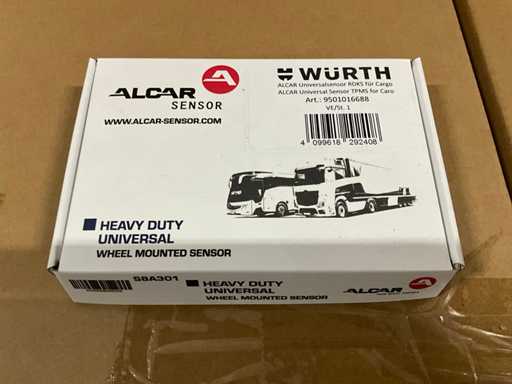 ALCAR
SENSOR
WWW.ALCAR-SENSOR.COM
WÜRTH
ALCAR Universalsensor RDKS für Cargo
ALCAR Universal Sensor TPMS for Caro
Art.: 9501016688
VE/St. 1
4 099618 292408
HEAVY DUTY
UNIVERSAL
WHEEL MOUNTED SENSOR
S8A301
HEAVY DUTY
UNIVERSAL
WHEEL MOUNTED SENSOR
ALCAR